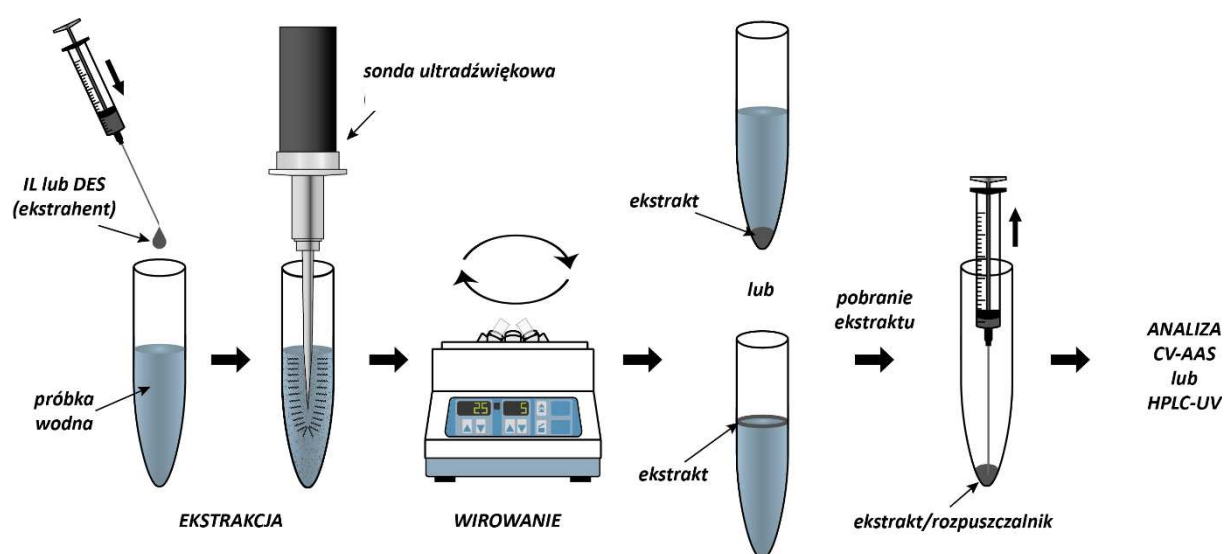 sonda ultradźwiękowa
(
IL lub DES
(ekstrahent)
próbka
wodna
EKSTRAKCJA
25 5
WIROWANIE
ekstrakt
lub
ekstrakt
pobranie
ekstraktu
ekstrakt/rozpuszczalnik
ANALIZA
CV-AAS
lub
HPLC-UV